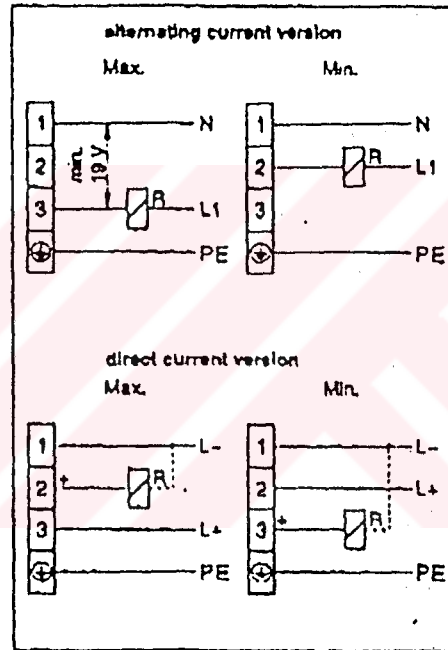 alternating current version
Max. Min.
1 N 1 N
2 min. 19 V 2 R L1
3 R L1 3
PE PE
direct current version
Max. Min.
1 L- 1 L-
2 + R 2 L+
3 L+ 3 + R
PE PE